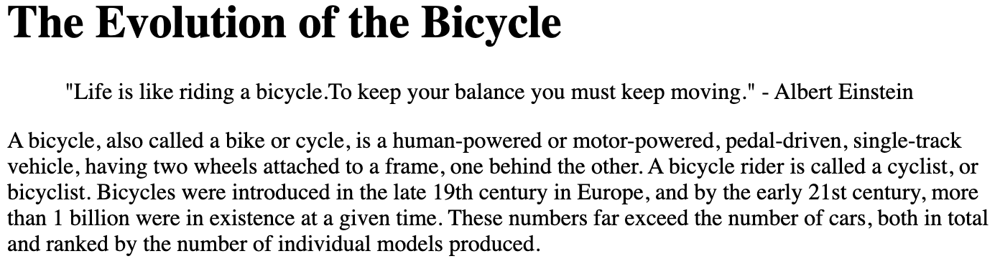 The Evolution of the Bicycle
"Life is like riding a bicycle.To keep your balance you must keep moving." - Albert Einstein
A bicycle, also called a bike or cycle, is a human-powered or motor-powered, pedal-driven, single-track
vehicle, having two wheels attached to a frame, one behind the other. A bicycle rider is called a cyclist, or
bicyclist. Bicycles were introduced in the late 19th century in Europe, and by the early 21st century, more
than 1 billion were in existence at a given time. These numbers far exceed the number of cars, both in total
and ranked by the number of individual models produced.